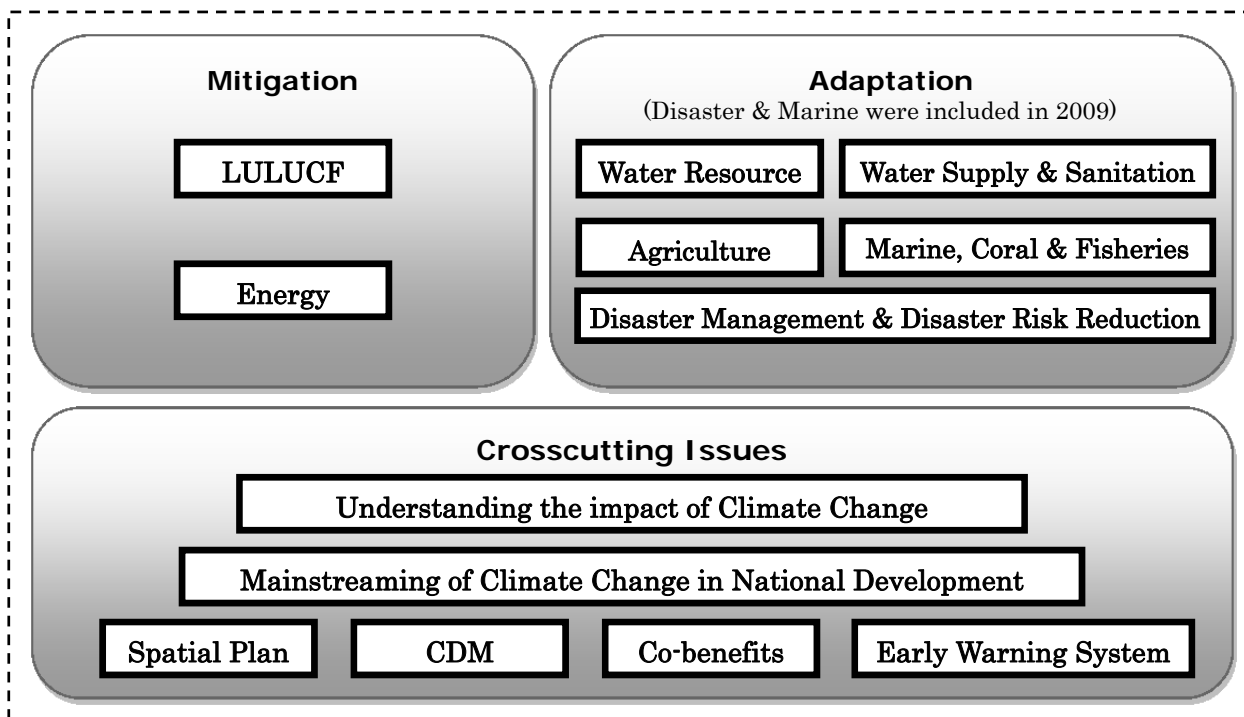 Mitigation
LULUCF
Energy
Adaptation
(Disaster & Marine were included in 2009)
Water Resource
Water Supply & Sanitation
Agriculture
Marine, Coral & Fisheries
Disaster Management & Disaster Risk Reduction
Crosscutting Issues
Understanding the impact of Climate Change
Mainstreaming of Climate Change in National Development
Spatial Plan
CDM
Co-benefits
Early Warning System